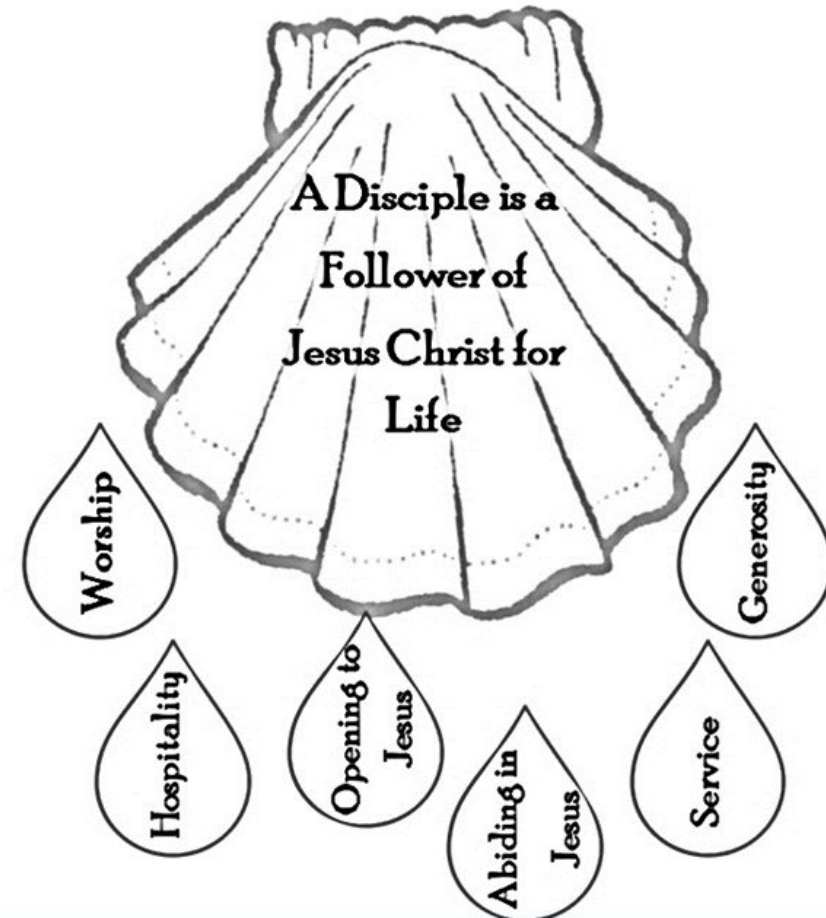 A Disciple is a
Follower of
Jesus Christ for
Life
Worship
Hospitality
Opening to
Jesus
Abiding in
Jesus
Service
Generosity